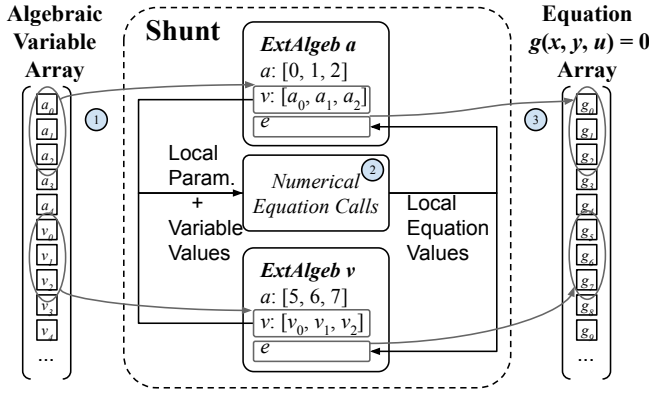 Algebraic
Variable
Array
a0
a1
a2
a3
a4
v0
v1
v2
v3
v4
...
1
Shunt
ExtAlgeb a
a: [0, 1, 2]
v: [a0, a1, a2]
e
Local
Param.
+
Variable
Values
2
Numerical
Equation Calls
Local
Equation
Values
ExtAlgeb v
a: [5, 6, 7]
v: [v0, v1, v2]
e
3
Equation
g(x, y, u) = 0
Array
g0
g1
g2
g3
g4
g5
g6
g7
g8
g9
...